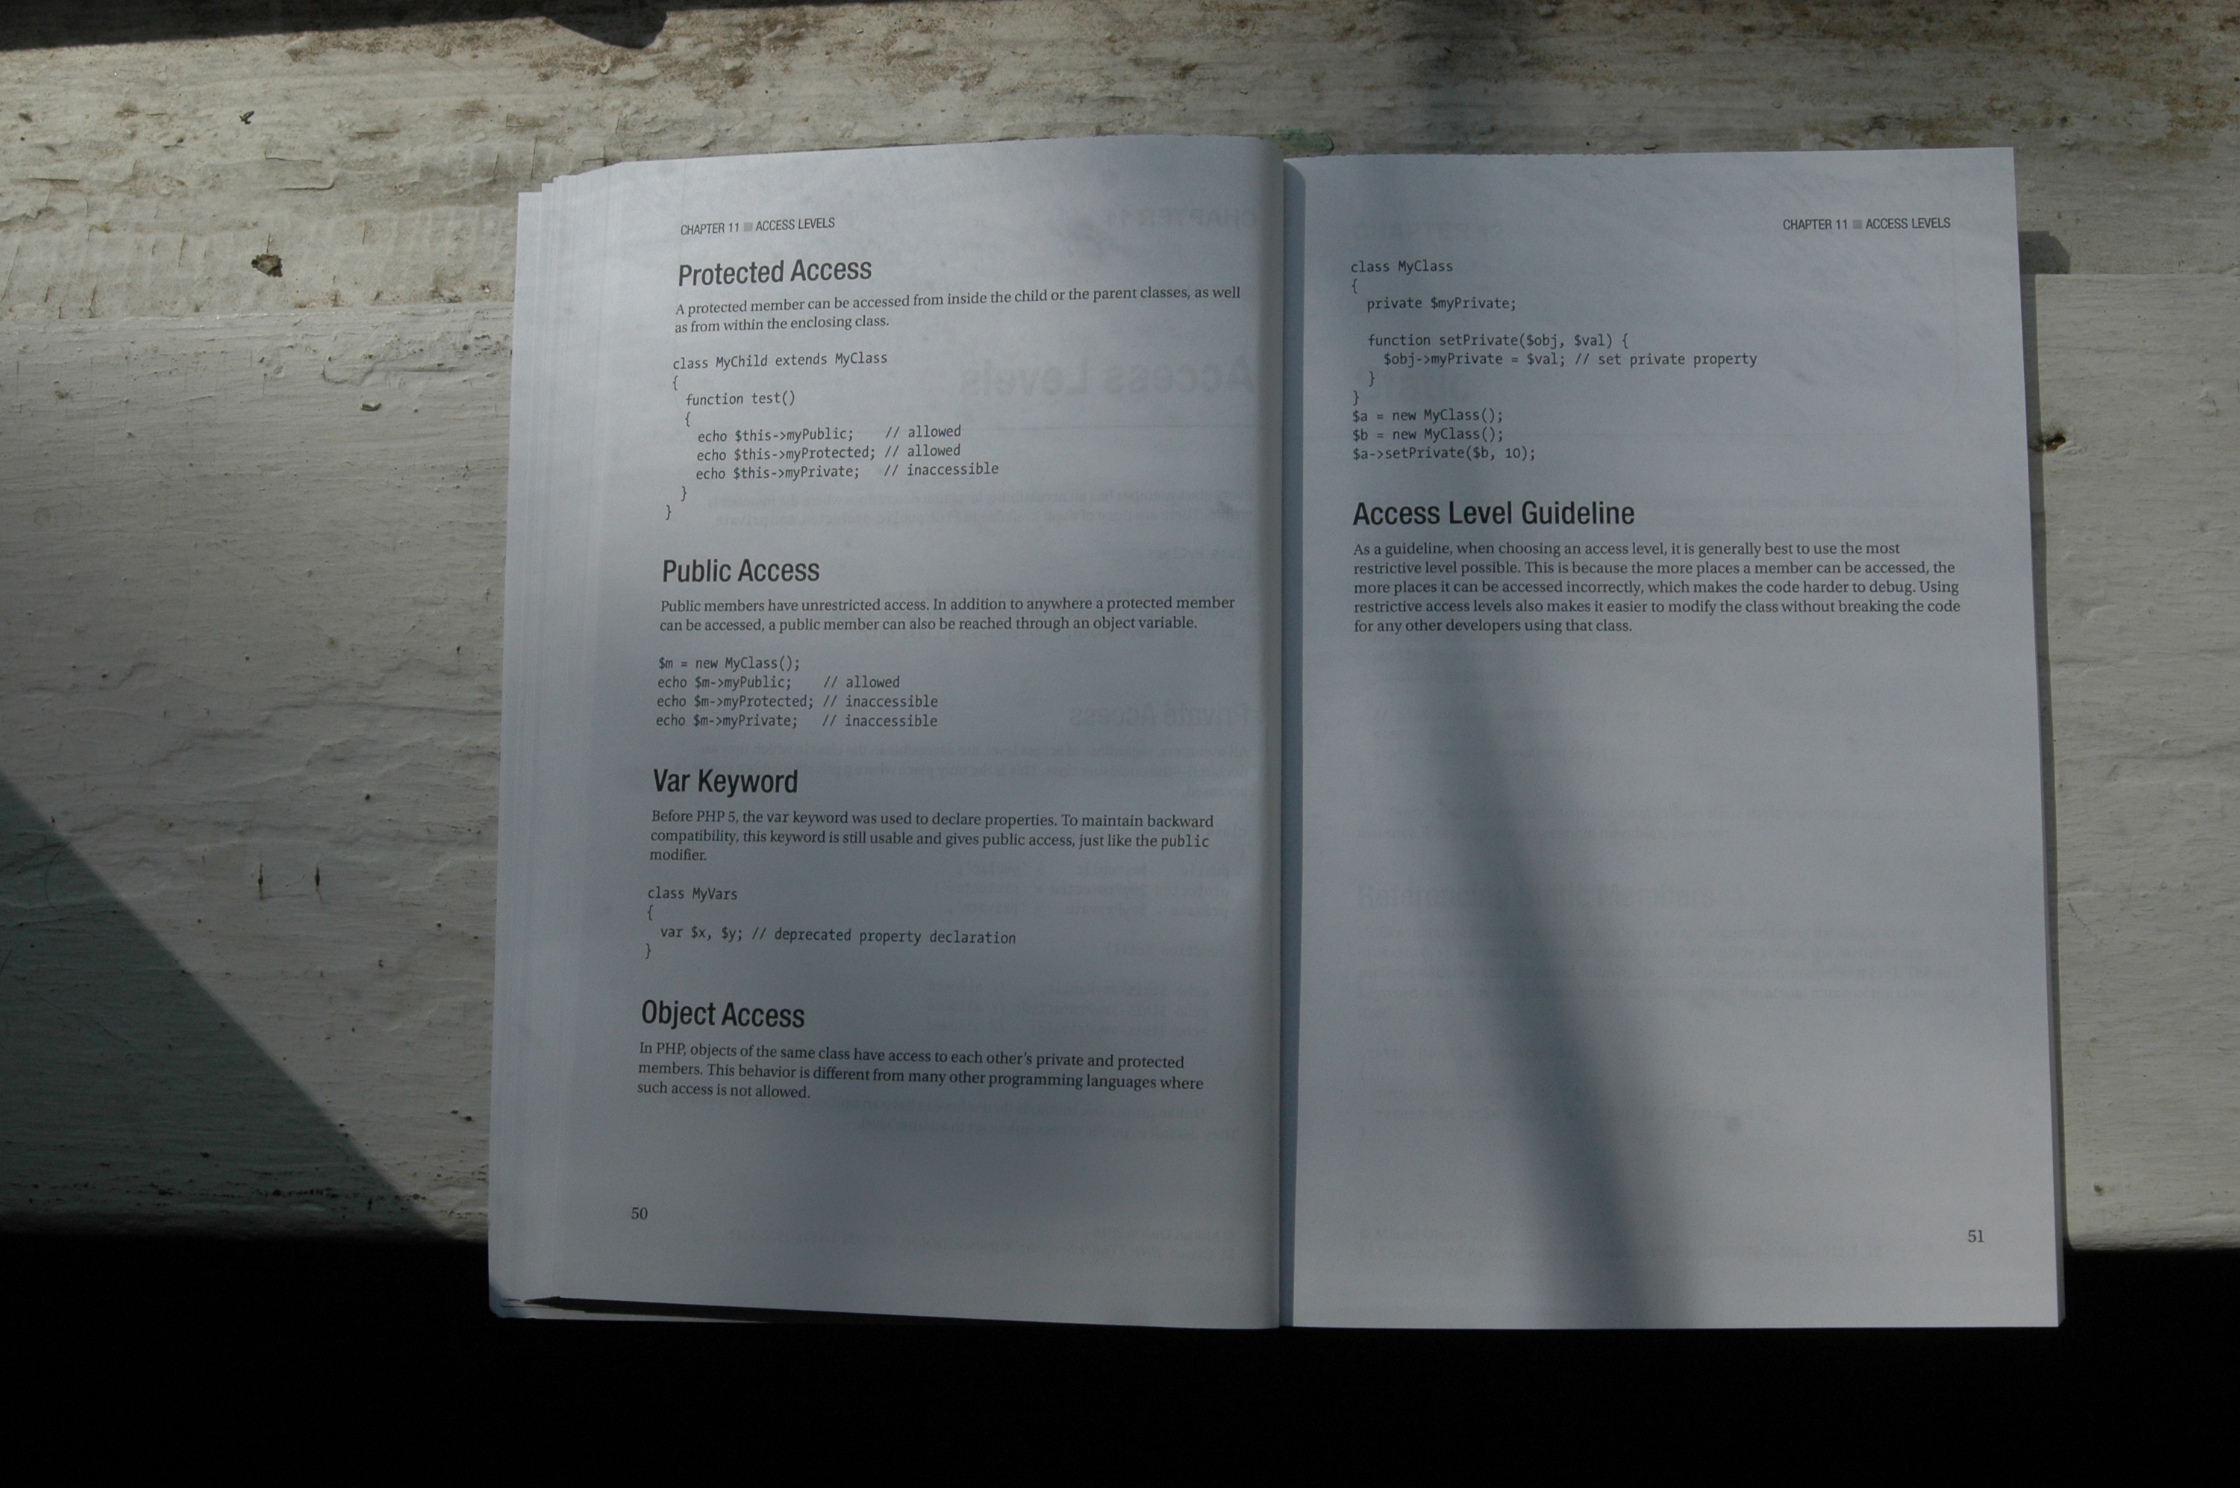 CHAPTER 11 ■ ACCESS LEVELS
Protected Access
A protected member can be accessed from inside the child or the parent classes, as well
as from within the enclosing class.
class MyChild extends MyClass
{
  function test()
  {
    echo $this->myPublic;    // allowed
    echo $this->myProtected; // allowed
    echo $this->myPrivate;   // inaccessible
  }
}
Public Access
Public members have unrestricted access. In addition to anywhere a protected member
can be accessed, a public member can also be reached through an object variable.
$m = new MyClass();
echo $m->myPublic;    // allowed
echo $m->myProtected; // inaccessible
echo $m->myPrivate;   // inaccessible
Var Keyword
Before PHP 5, the var keyword was used to declare properties. To maintain backward
compatibility, this keyword is still usable and gives public access, just like the public
modifier.
class MyVars
{
  var $x, $y; // deprecated property declaration
}
Object Access
In PHP, objects of the same class have access to each other's private and protected
members. This behavior is different from many other programming languages where
such access is not allowed.
50
CHAPTER 11 ■ ACCESS LEVELS
class MyClass
{
  private $myPrivate;
  function setPrivate($obj, $val) {
    $obj->myPrivate = $val; // set private property
  }
}
$a = new MyClass();
$b = new MyClass();
$a->setPrivate($b, 10);
Access Level Guideline
As a guideline, when choosing an access level, it is generally best to use the most
restrictive level possible. This is because the more places a member can be accessed, the
more places it can be accessed incorrectly, which makes the code harder to debug. Using
restrictive access levels also makes it easier to modify the class without breaking the code
for any other developers using that class.
51